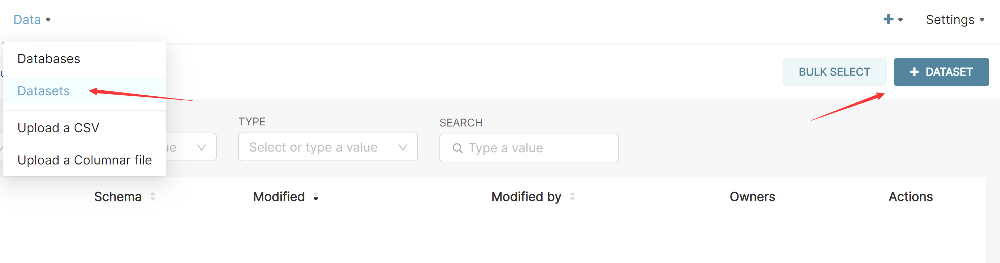 Data
Settings
Databases
BULK SELECT
DATASET
Datasets
TYPE
SEARCH
Upload a CSV
Select or type a value
Type a value
Upload a Columnar file
Schema
Modified
Modified by
Owners
Actions